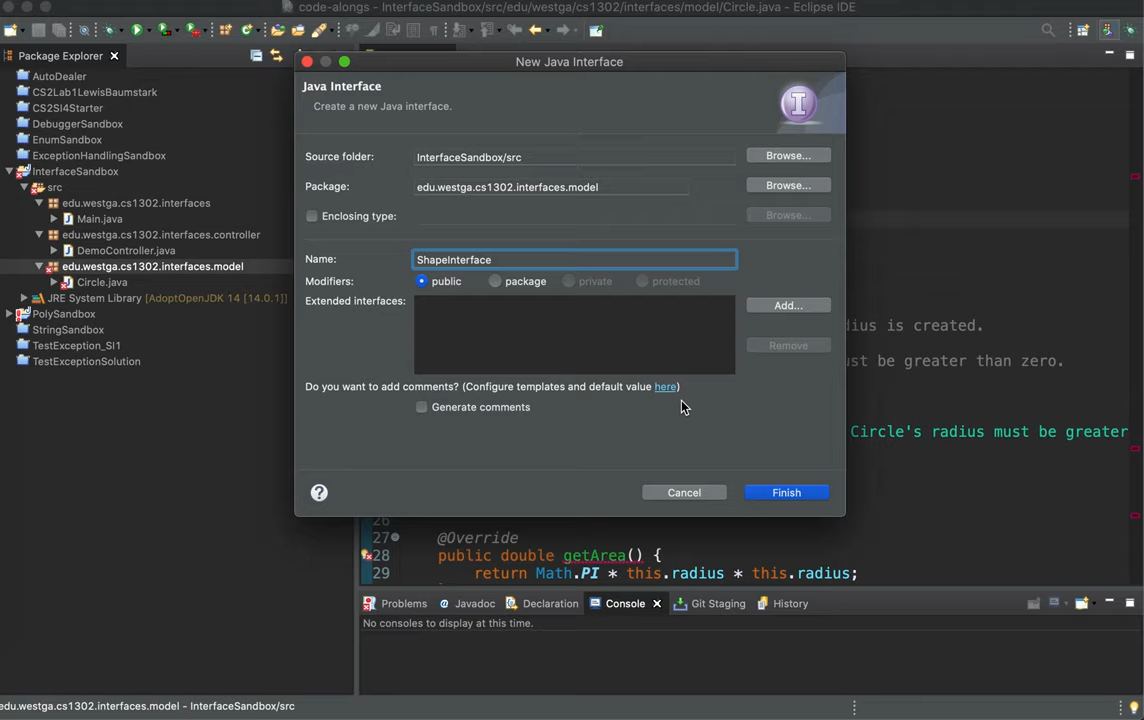 code-alongs - InterfaceSandbox/src/edu/westga/cs1302/interfaces/model/Circle.java - Eclipse IDE
Package Explorer
New Java Interface
AutoDealer
CS2Lab1LewisBaumstark
CS2SI4Starter
DebuggerSandbox
EnumSandbox
ExceptionHandlingSandbox
InterfaceSandbox
src
edu.westga.cs1302.interfaces
Main.java
edu.westga.cs1302.interfaces.controller
DemoController.java
edu.westga.cs1302.interfaces.model
Circle.java
JRE System Library [AdoptOpenJDK 14 [14.0.1]]
PolySandbox
StringSandbox
TestException_SI1
TestExceptionSolution
Java Interface
Create a new Java interface.
I
Source folder: InterfaceSandbox/src Browse...
Package: edu.westga.cs1302.interfaces.model Browse...
Enclosing type: Browse...
Name: ShapeInterface
Modifiers: public package private protected
Extended interfaces: Add...
Remove
Do you want to add comments? (Configure templates and default value here)
Generate comments
? Cancel Finish
dius is created.
st be greater than zero.
Circle's radius must be greater
26
27 @Override
28 public double getArea() {
29 return Math.PI * this.radius * this.radius;
Problems Javadoc Declaration Console Git Staging History
No consoles to display at this time.
edu.westga.cs1302.interfaces.model - InterfaceSandbox/src